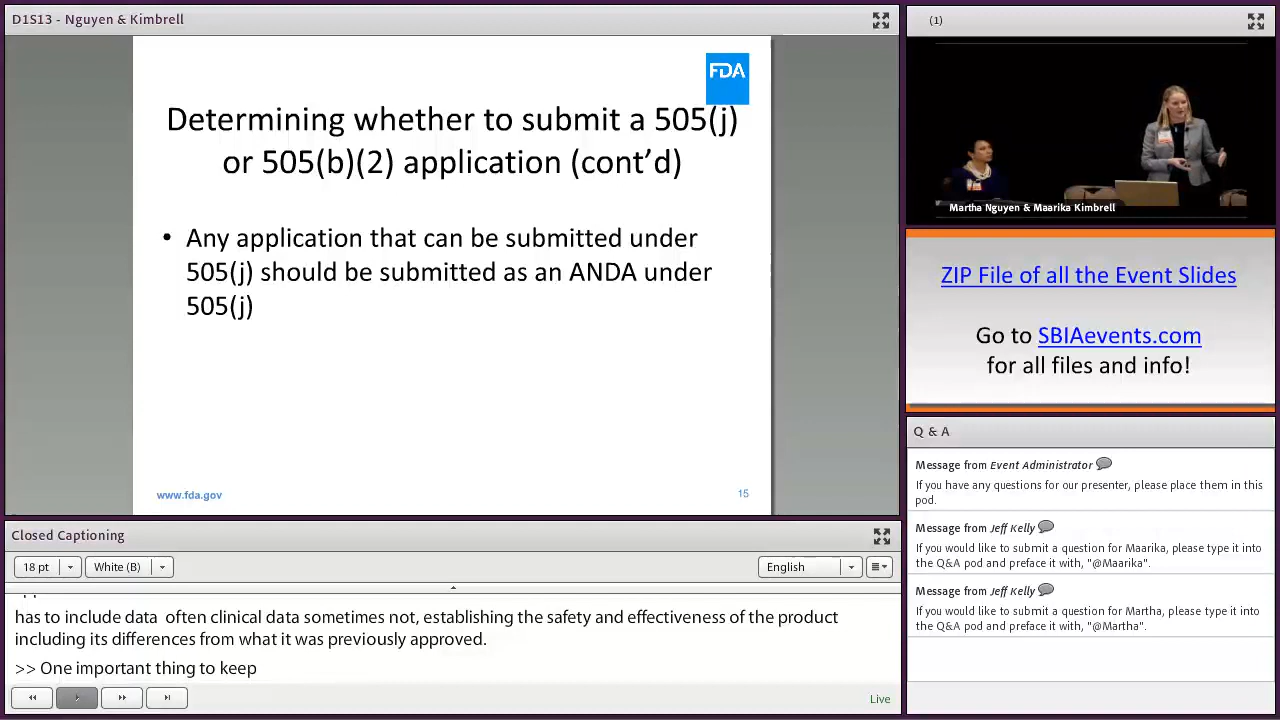 D1S13 - Nguyen & Kimbrell
FDA
Determining whether to submit a 505(j)
or 505(b)(2) application (cont’d)
• Any application that can be submitted under
505(j) should be submitted as an ANDA under
505(j)
www.fda.gov
15
(1)
Martha Nguyen & Maarika Kimbrell
ZIP File of all the Event Slides
Go to SBIAevents.com
for all files and info!
Q & A
Message from Event Administrator
If you have any questions for our presenter, please place them in this
pod.
Message from Jeff Kelly
If you would like to submit a question for Maarika, please type it into
the Q&A pod and preface it with, "@Maarika".
Message from Jeff Kelly
If you would like to submit a question for Martha, please type it into
the Q&A pod and preface it with, "@Martha".
Closed Captioning
18 pt
White (B)
English
has to include data often clinical data sometimes not, establishing the safety and effectiveness of the product
including its differences from what it was previously approved.
>> One important thing to keep
Live